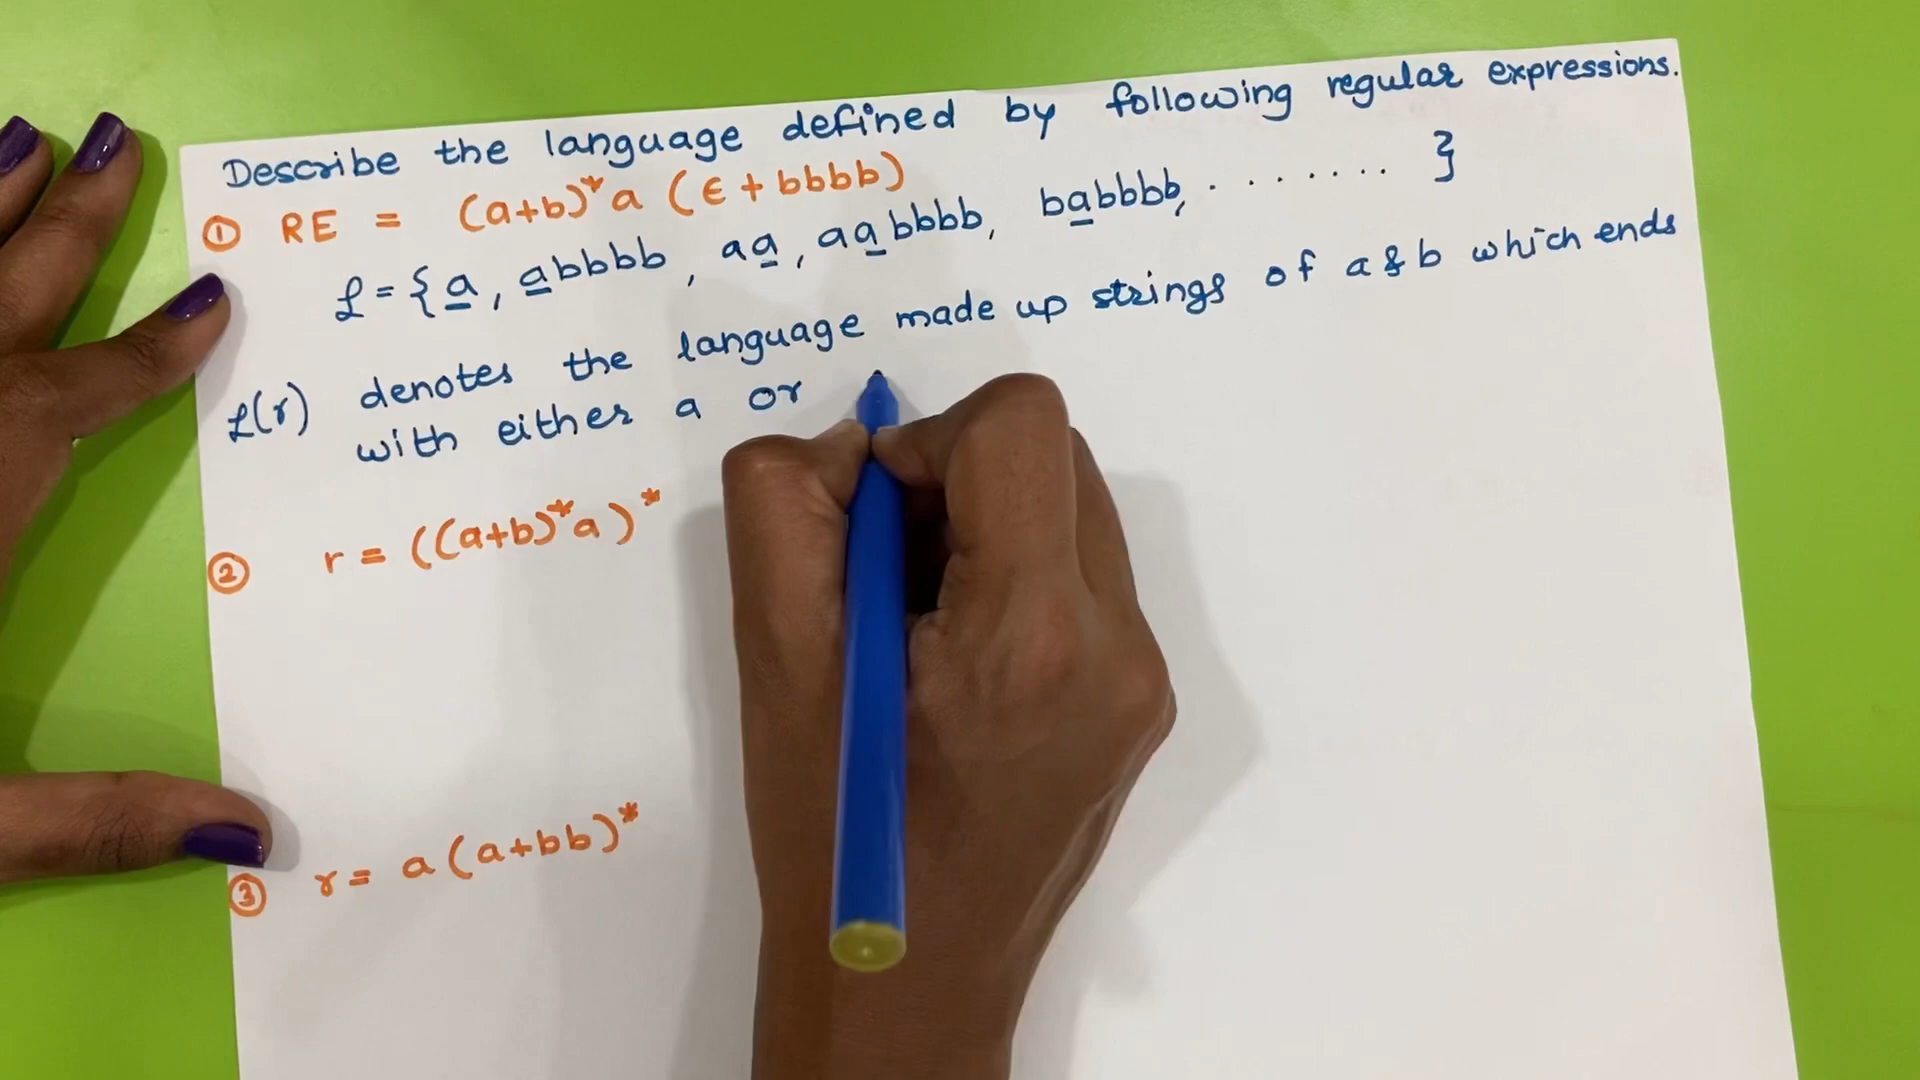 Describe the language defined by following regular expressions.
① RE = (a+b)*a (ϵ + bbbb)
ℒ = {a, abbbb, aa, aabbbb, babbbb, ....... }
ℒ(r) denotes the language made up strings of a & b which ends
with either a or
② r = ((a+b)*a)*
③ r = a(a+bb)*